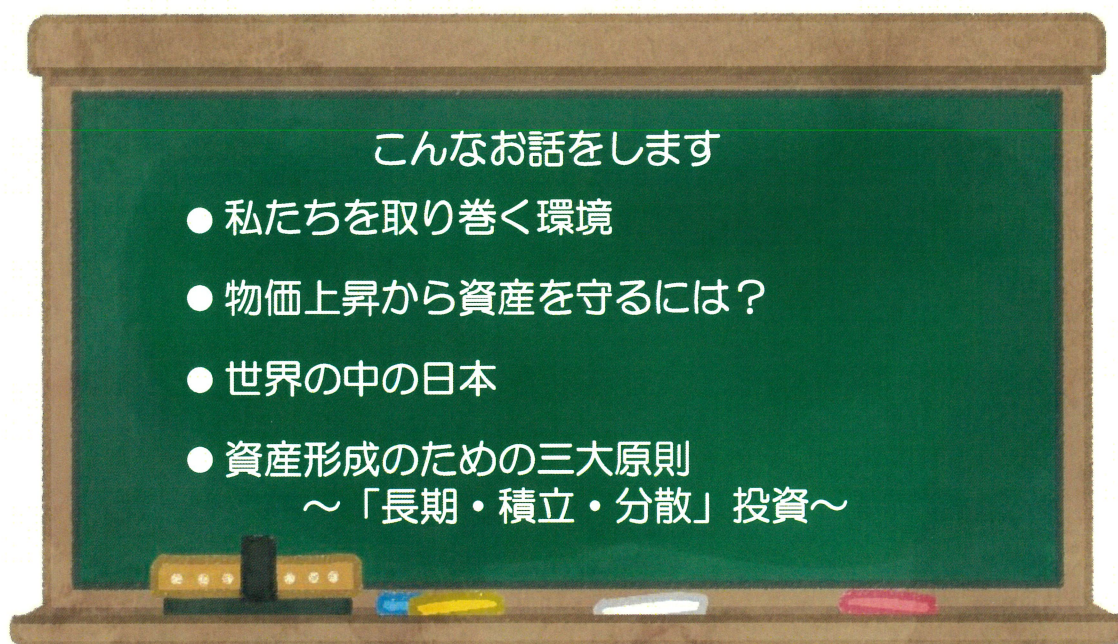 こんなお話をします
● 私たちを取り巻く環境
● 物価上昇から資産を守るには？
● 世界の中の日本
● 資産形成のための三大原則
～「長期・積立・分散」投資～